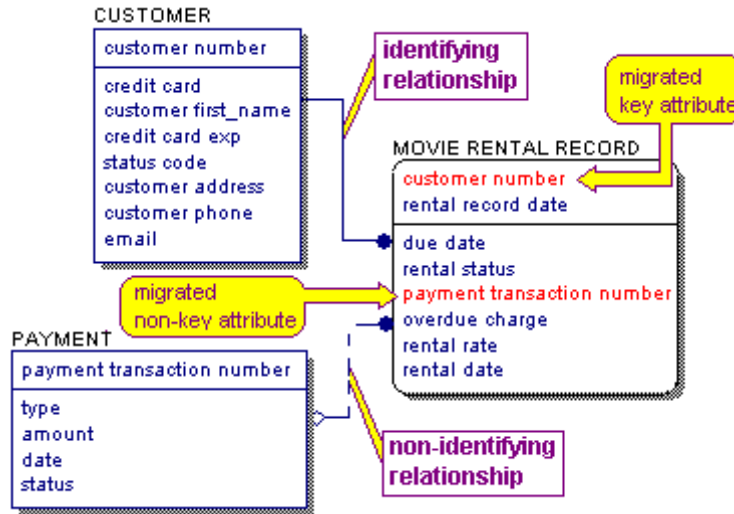 CUSTOMER
customer number
credit card
customer first_name
credit card exp
status code
customer address
customer phone
email
identifying
relationship
migrated
key attribute
MOVIE RENTAL RECORD
customer number
rental record date
due date
rental status
payment transaction number
overdue charge
rental rate
rental date
migrated
non-key attribute
PAYMENT
payment transaction number
type
amount
date
status
non-identifying
relationship